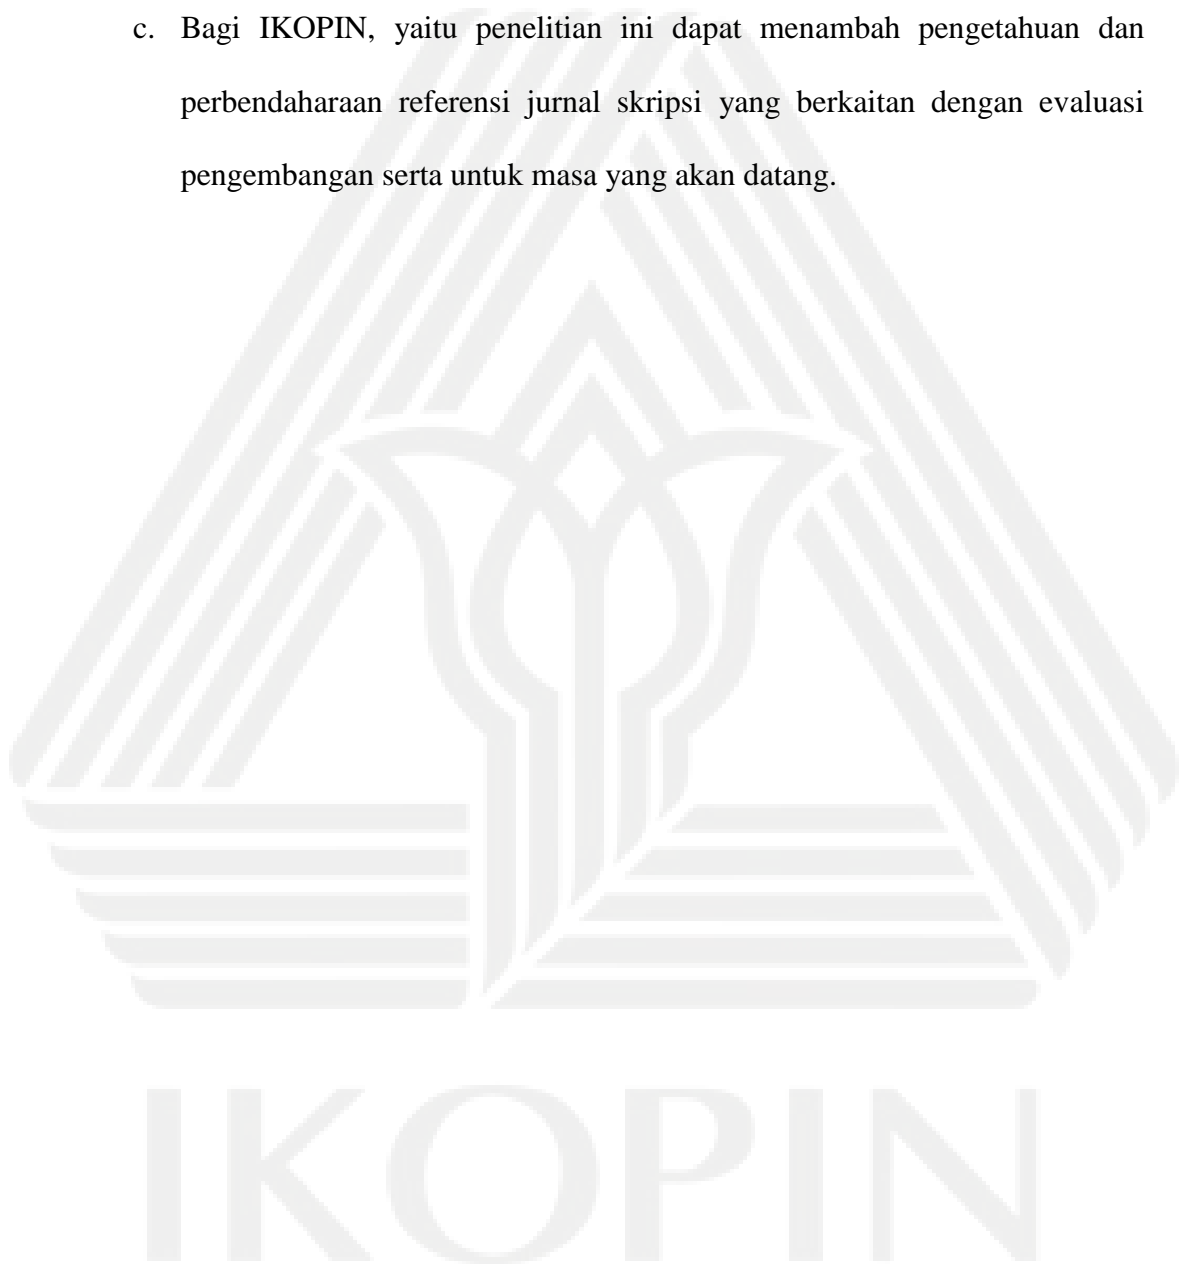 c. Bagi IKOPIN, yaitu penelitian ini dapat menambah pengetahuan dan
perbendaharaan referensi jurnal skripsi yang berkaitan dengan evaluasi
pengembangan serta untuk masa yang akan datang.
IKOPIN